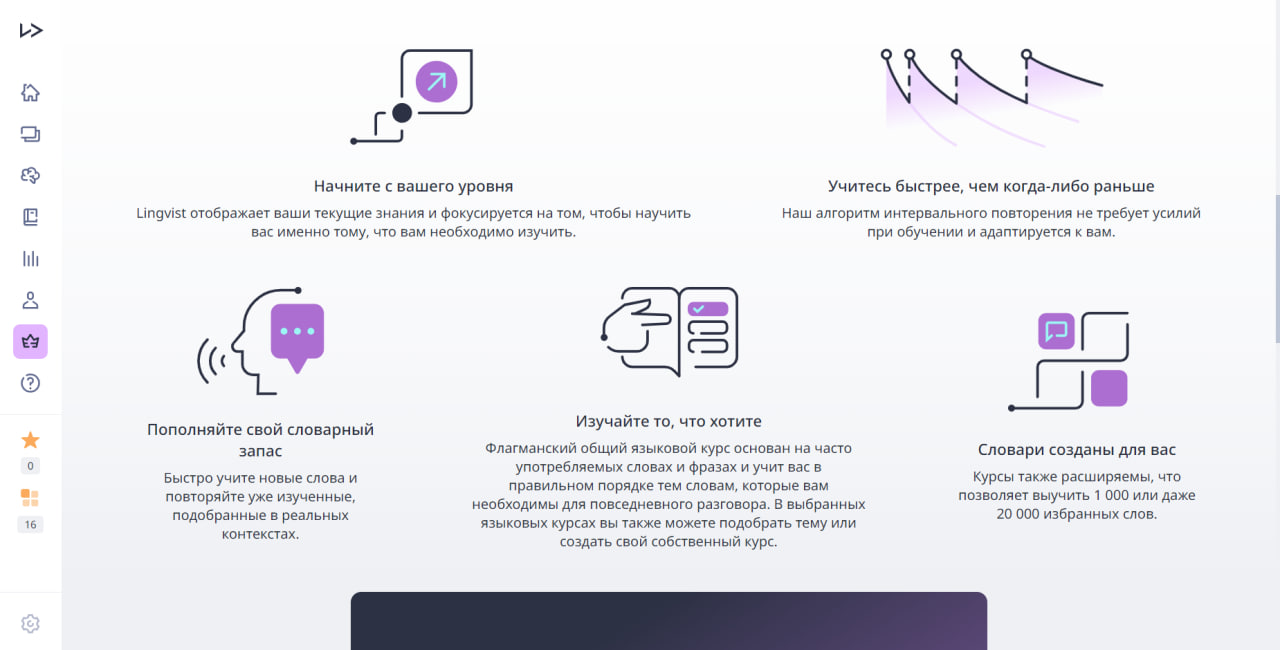 Начните с вашего уровня
Lingvist отображает ваши текущие знания и фокусируется на том, чтобы научить
вас именно тому, что вам необходимо изучить.
Учитесь быстрее, чем когда-либо раньше
Наш алгоритм интервального повторения не требует усилий
при обучении и адаптируется к вам.
Пополняйте свой словарный
запас
Быстро учите новые слова и
повторяйте уже изученные,
подобранные в реальных
контекстах.
Изучайте то, что хотите
Флагманский общий языковой курс основан на часто
употребляемых словах и фразах и учит вас в
правильном порядке тем словам, которые вам
необходимы для повседневного разговора. В выбранных
языковых курсах вы также можете подобрать тему или
создать свой собственный курс.
Словари созданы для вас
Курсы также расширяемы, что
позволяет выучить 1 000 или даже
20 000 избранных слов.
0
16